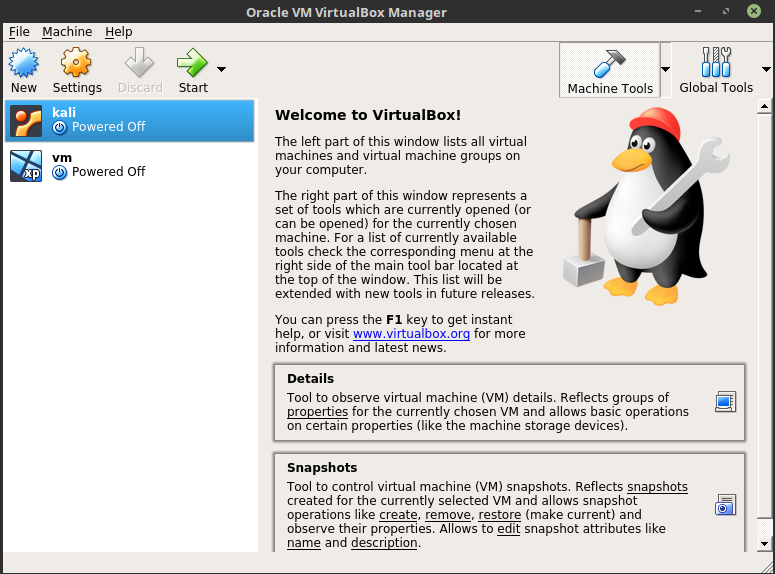 Oracle VM VirtualBox Manager
File Machine Help
New Settings Discard Start Machine Tools Global Tools
kali
Powered Off
xp
vm
Powered Off
Welcome to VirtualBox!
The left part of this window lists all virtual
machines and virtual machine groups on
your computer.
The right part of this window represents a
set of tools which are currently opened (or
can be opened) for the currently chosen
machine. For a list of currently available
tools check the corresponding menu at the
right side of the main tool bar located at
the top of the window. This list will be
extended with new tools in future releases.
You can press the F1 key to get instant
help, or visit www.virtualbox.org for more
information and latest news.
Details
Tool to observe virtual machine (VM) details. Reflects groups of
properties for the currently chosen VM and allows basic operations
on certain properties (like the machine storage devices).
Snapshots
Tool to control virtual machine (VM) snapshots. Reflects snapshots
created for the currently selected VM and allows snapshot
operations like create, remove, restore (make current) and
observe their properties. Allows to edit snapshot attributes like
name and description.